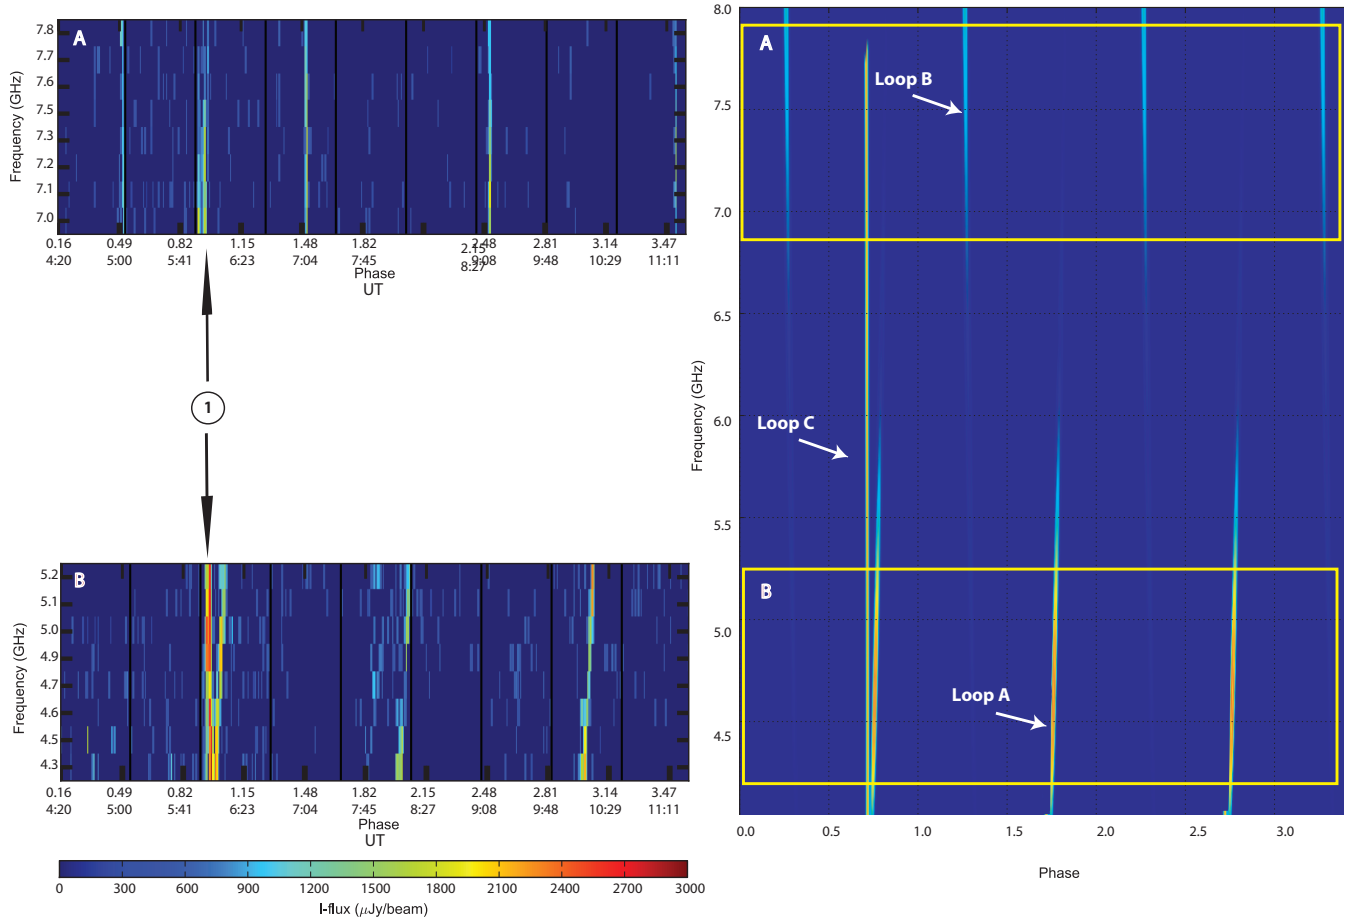 A
7.8
7.7
7.6
7.5
7.3
7.2
7.1
7.0
Frequency (GHz)
0.16 0.49 0.82 1.15 1.48 1.82 2.15 2.48 2.81 3.14 3.47
4:20 5:00 5:41 6:23 7:04 7:45 8:27 9:08 9:48 10:29 11:11
Phase
UT
1
B
5.2
5.1
5.0
4.9
4.7
4.6
4.5
4.3
Frequency (GHz)
0.16 0.49 0.82 1.15 1.48 1.82 2.15 2.48 2.81 3.14 3.47
4:20 5:00 5:41 6:23 7:04 7:45 8:27 9:08 9:48 10:29 11:11
Phase
UT
0 300 600 900 1200 1500 1800 2100 2400 2700 3000
I-flux (μJy/beam)
8.0
7.5
7.0
6.5
6.0
5.5
5.0
4.5
Frequency (GHz)
A
Loop B
Loop C
B
Loop A
0.0 0.5 1.0 1.5 2.0 2.5 3.0
Phase